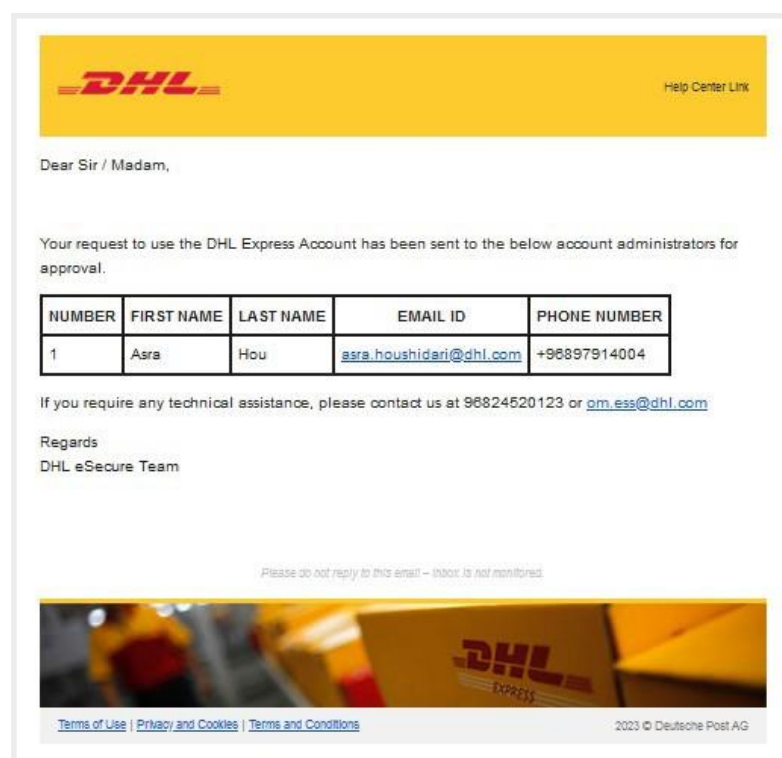 DHL
Help Center Link
Dear Sir / Madam,
Your request to use the DHL Express Account has been sent to the below account administrators for
approval.
NUMBER FIRST NAME LAST NAME EMAIL ID PHONE NUMBER
1 Asra Hou asra.houshidari@dhl.com +96897914004
If you require any technical assistance, please contact us at 96824520123 or om.ess@dhl.com
Regards
DHL eSecure Team
Please do not reply to this email – Inbox is not monitored.
DHL
EXPRESS
Terms of Use | Privacy and Cookies | Terms and Conditions 2023 © Deutsche Post AG